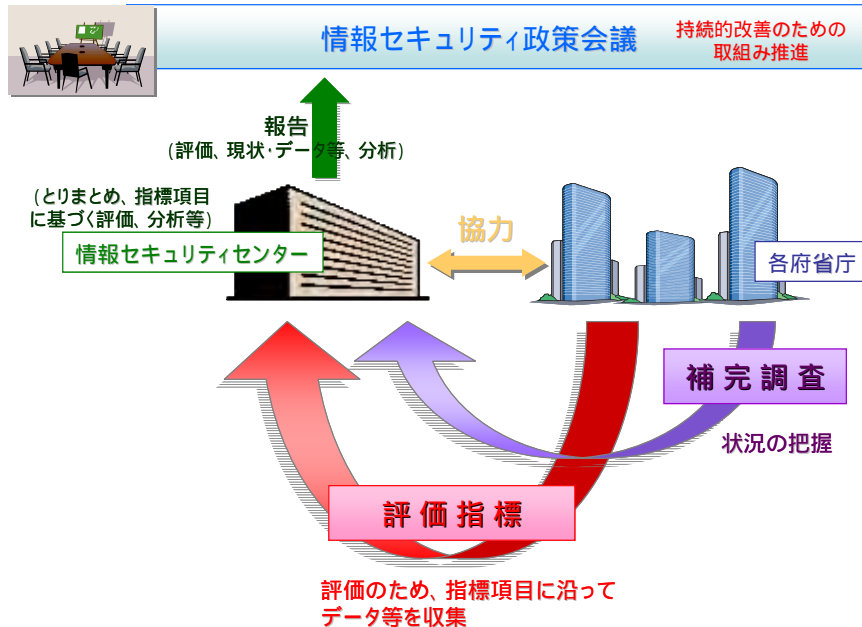 情報セキュリティ政策会議
持続的改善のための
取組み推進
報告
(評価、現状・データ等、分析)
(とりまとめ、指標項目
に基づく評価、分析等)
情報セキュリティセンター
協力
各府省庁
補完調査
状況の把握
評価指標
評価のため、指標項目に沿って
データ等を収集